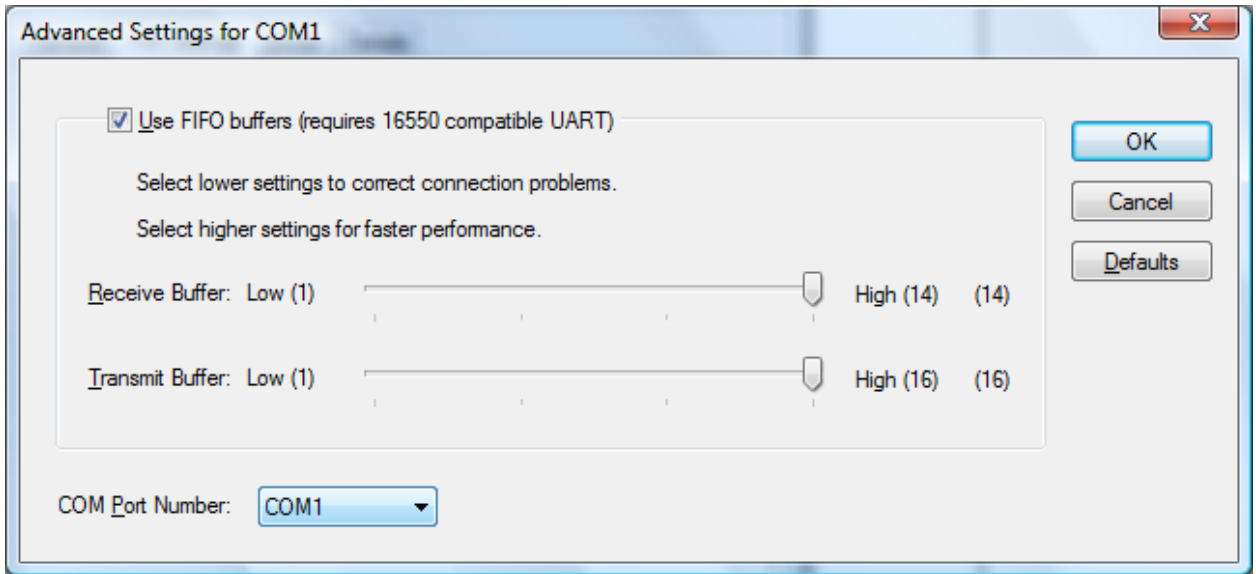 Advanced Settings for COM1
Use FIFO buffers (requires 16550 compatible UART)
OK
Select lower settings to correct connection problems.
Cancel
Select higher settings for faster performance.
Defaults
Receive Buffer: Low (1) High (14) (14)
Transmit Buffer: Low (1) High (16) (16)
COM Port Number: COM1